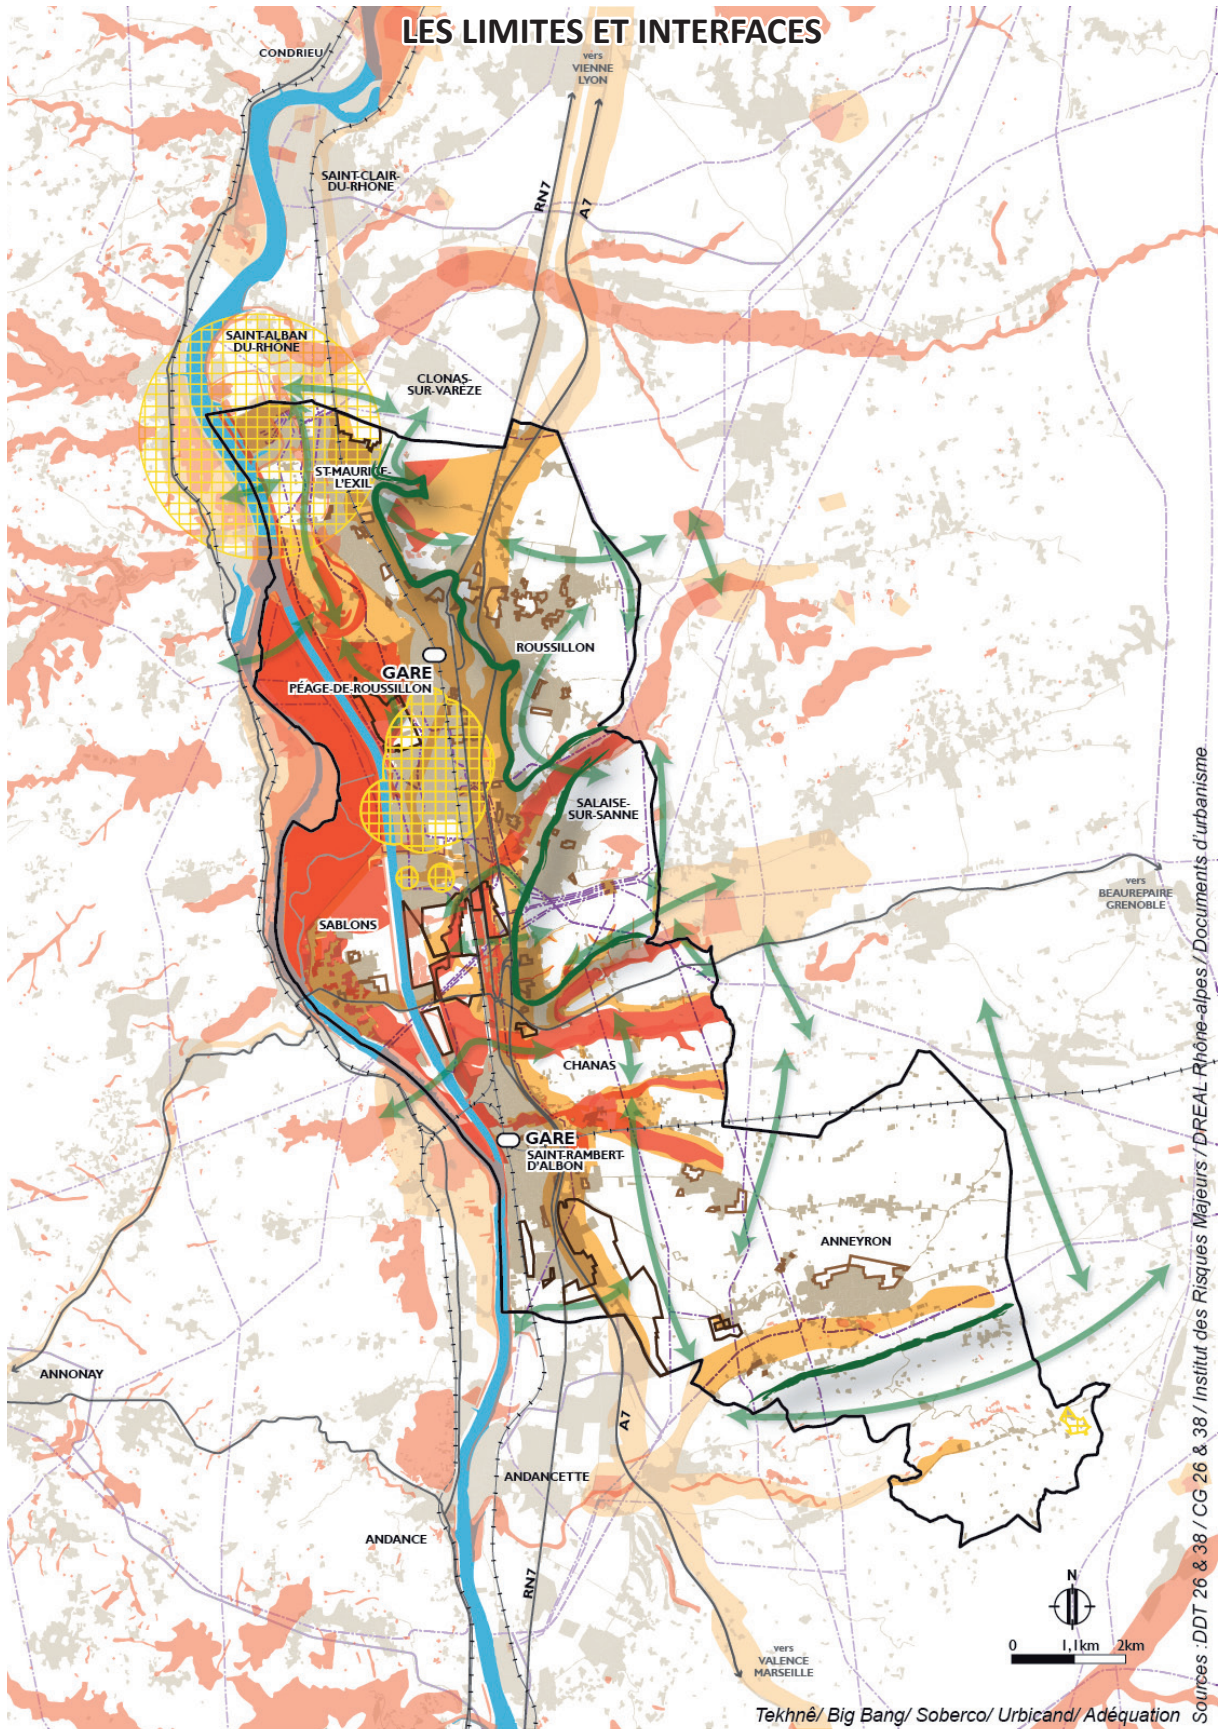 LES LIMITES ET INTERFACES
CONDRIEU
vers
VIENNE
LYON
SAINT-CLAIR-
DU-RHÔNE
RN7
A7
SAINT-ALBAN
DU-RHÔNE
CLONAS-
SUR-VARÈZE
ST-MAURICE-
L'EXIL
ROUSSILLON
GARE
PÉAGE-DE-ROUSSILLON
SALAISE-
SUR-SANNE
vers
BEAUREPAIRE
GRENOBLE
SABLONS
CHANAS
GARE
SAINT-RAMBERT-
D'ALBON
ANNEYRON
ANNONAY
A7
ANDANCETTE
ANDANCE
RN7
N
0 1,1km 2km
vers
VALENCE
MARSEILLE
Tekhnê/ Big Bang/ Soberco/ Urbicand/ Adéquation
Sources :DDT 26 & 38 / CG 26 & 38 / Institut des Risques Majeurs / DREAL Rhône-alpes / Documents d'urbanisme